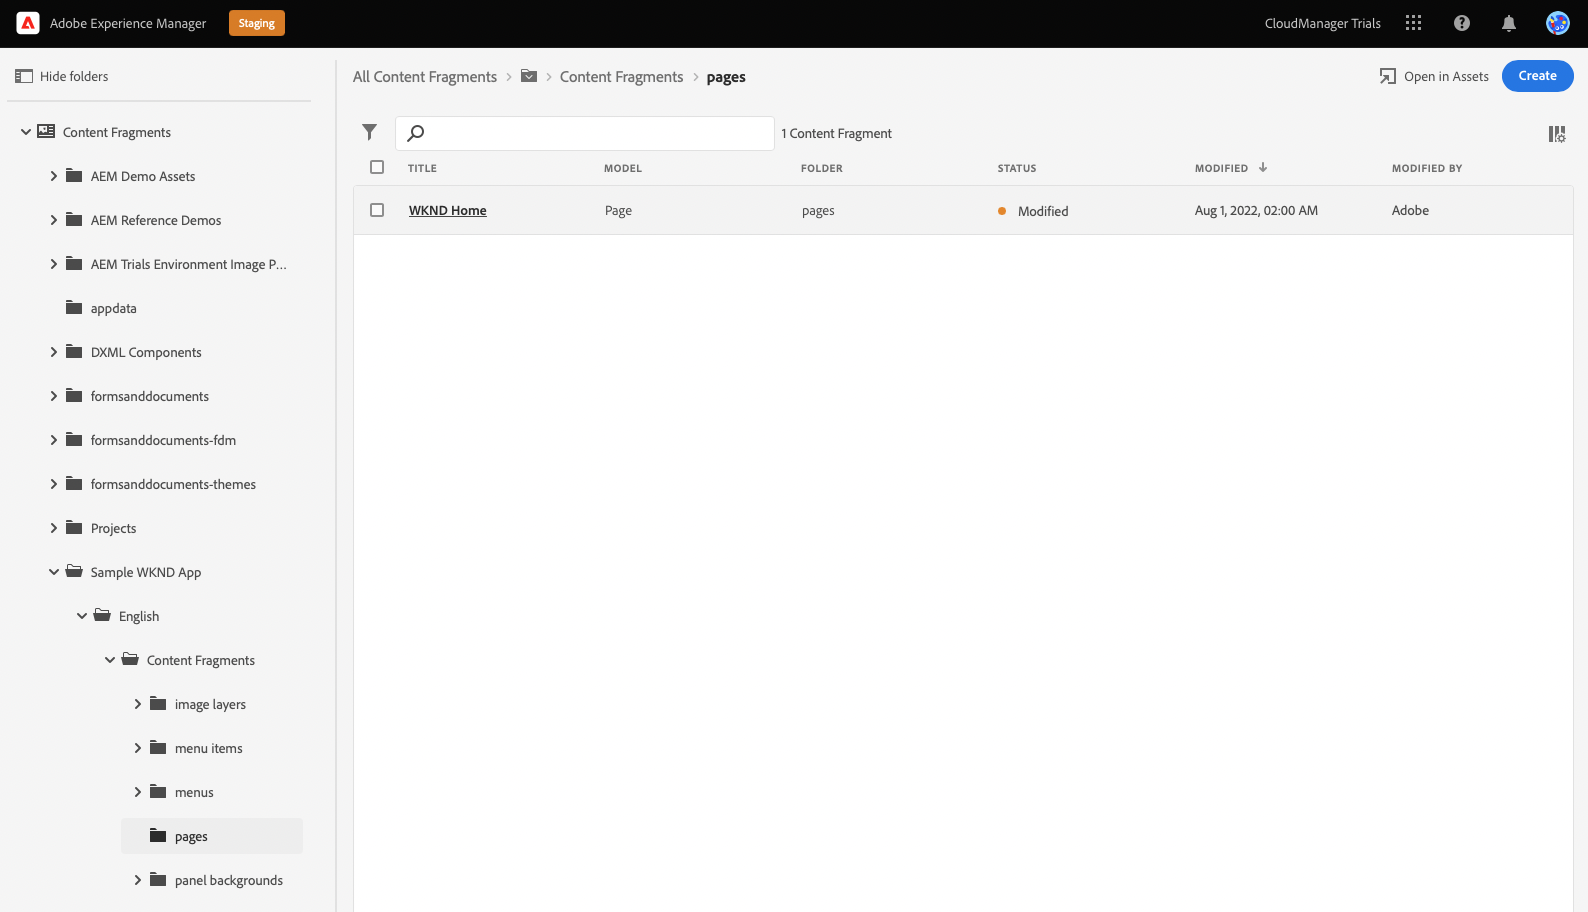 Adobe Experience Manager
Staging
CloudManager Trials
Hide folders
All Content Fragments
Content Fragments
pages
Open in Assets
Create
1 Content Fragment
TITLE
MODEL
FOLDER
STATUS
MODIFIED
MODIFIED BY
WKND Home
Page
pages
Modified
Aug 1, 2022, 02:00 AM
Adobe
Content Fragments
AEM Demo Assets
AEM Reference Demos
AEM Trials Environment Image P...
appdata
DXML Components
formsanddocuments
formsanddocuments-fdm
formsanddocuments-themes
Projects
Sample WKND App
English
Content Fragments
image layers
menu items
menus
pages
panel backgrounds